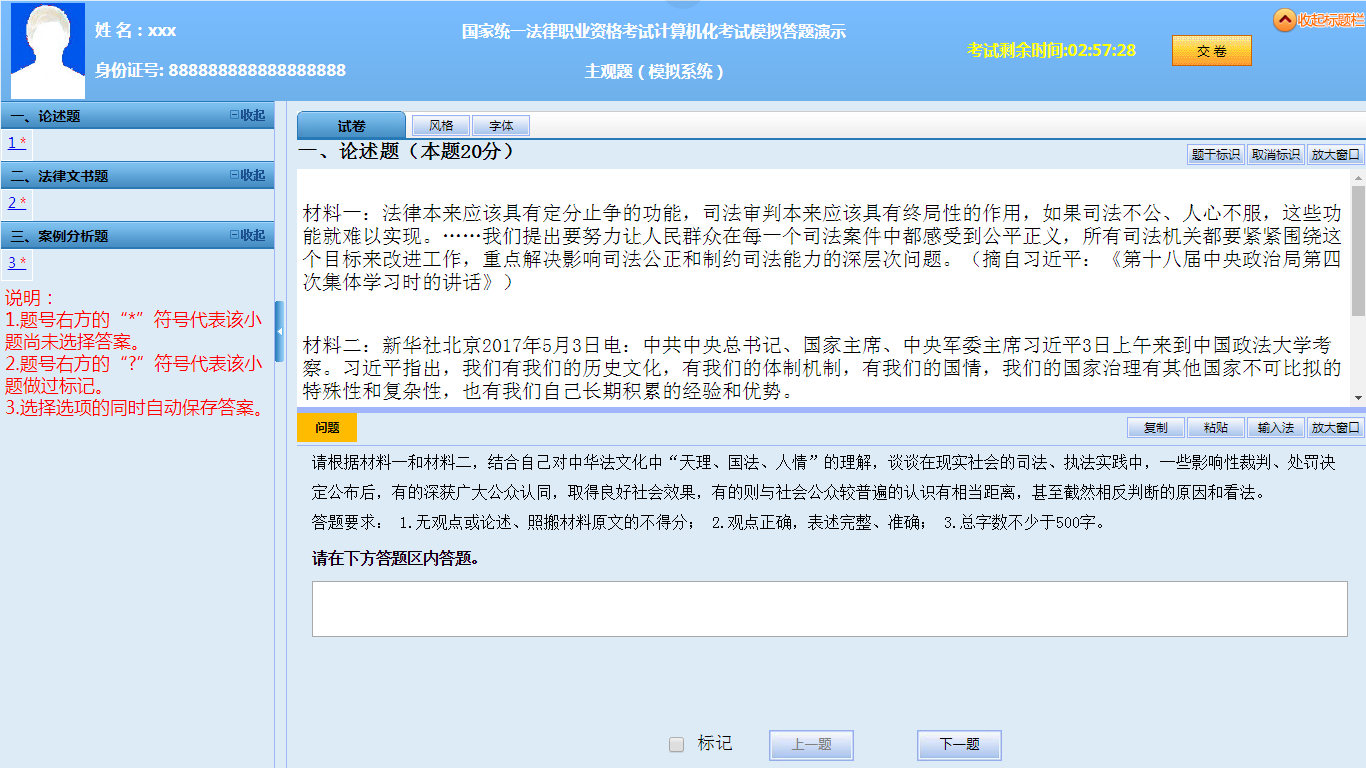 姓 名：xxx
身份证号: 888888888888888888
国家统一法律职业资格考试计算机化考试模拟答题演示
主观题（模拟系统）
考试剩余时间:02:57:28
交 卷
收起标题栏
一、论述题
收起
1 *
二、法律文书题
收起
2 *
三、案例分析题
收起
3 *
说明：
1.题号右方的“*”符号代表该小
题尚未选择答案。
2.题号右方的“?”符号代表该小
题做过标记。
3.选择选项的同时自动保存答案。
试卷
风格
字体
一、论述题（本题20分）
题干标识
取消标识
放大窗口
材料一：法律本来应该具有定分止争的功能，司法审判本来应该具有终局性的作用，如果司法不公、人心不服，这些功
能就难以实现。……我们提出要努力让人民群众在每一个司法案件中都感受到公平正义，所有司法机关都要紧紧围绕这
个目标来改进工作，重点解决影响司法公正和制约司法能力的深层次问题。（摘自习近平：《第十八届中央政治局第四
次集体学习时的讲话》）
材料二：新华社北京2017年5月3日电：中共中央总书记、国家主席、中央军委主席习近平3日上午来到中国政法大学考
察。习近平指出，我们有我们的历史文化，有我们的体制机制，有我们的国情，我们的国家治理有其他国家不可比拟的
特殊性和复杂性，也有我们自己长期积累的经验和优势。
问题
复制
粘贴
输入法
放大窗口
请根据材料一和材料二，结合自己对中华法文化中“天理、国法、人情”的理解，谈谈在现实社会的司法、执法实践中，一些影响性裁判、处罚决
定公布后，有的深获广大公众认同，取得良好社会效果，有的则与社会公众较普遍的认识有相当距离，甚至截然相反判断的原因和看法。
答题要求： 1.无观点或论述、照搬材料原文的不得分； 2.观点正确，表述完整、准确； 3.总字数不少于500字。
请在下方答题区内答题。
标记
上一题
下一题